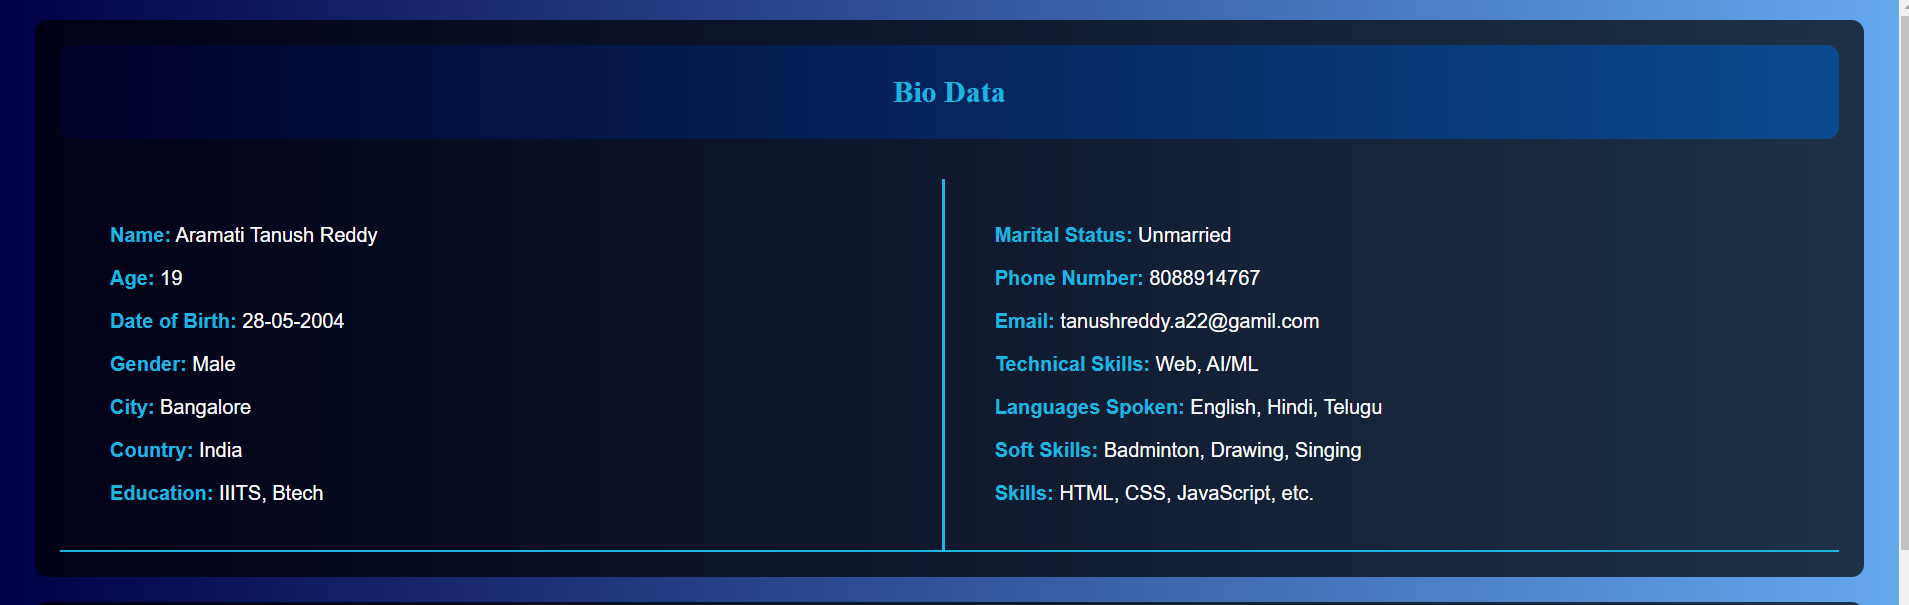 Bio Data
Name: Aramati Tanush Reddy
Age: 19
Date of Birth: 28-05-2004
Gender: Male
City: Bangalore
Country: India
Education: IIITS, Btech
Marital Status: Unmarried
Phone Number: 8088914767
Email: tanushreddy.a22@gamil.com
Technical Skills: Web, AI/ML
Languages Spoken: English, Hindi, Telugu
Soft Skills: Badminton, Drawing, Singing
Skills: HTML, CSS, JavaScript, etc.